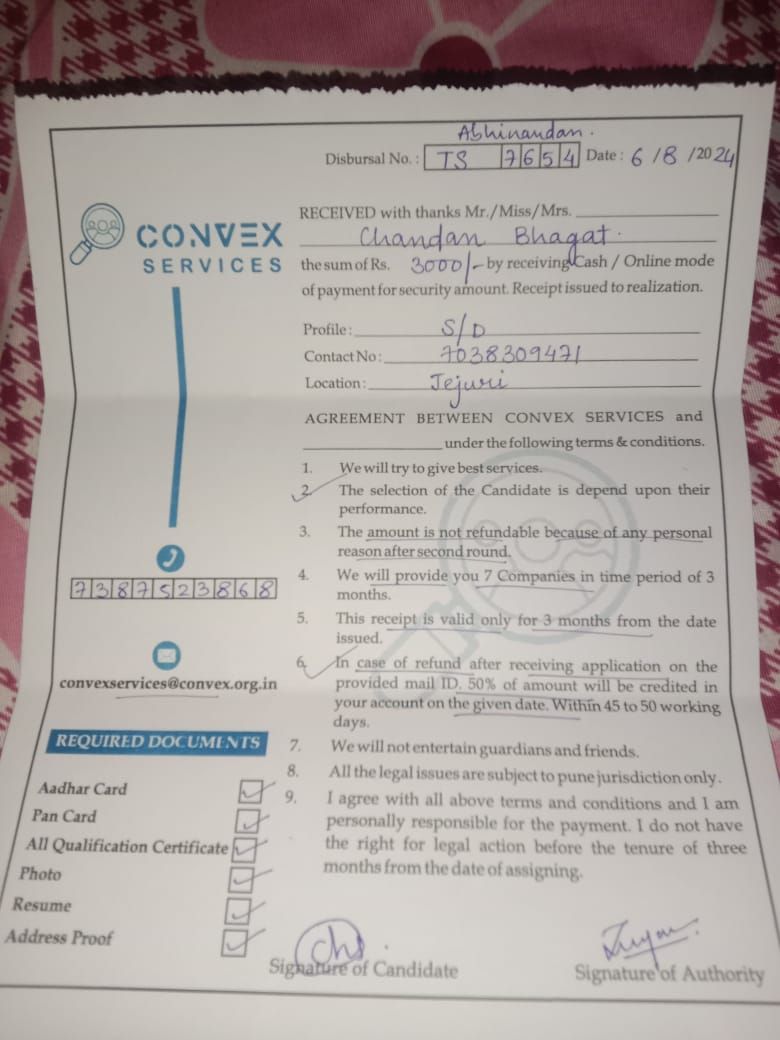 Abhinandan.
Disbursal No. : TS 7654 Date : 6 /8 /2024
CONVEX
SERVICES
RECEIVED with thanks Mr./Miss/Mrs.
Chandan Bhagat.
the sum of Rs. 3000/- by receiving Cash / Online mode
of payment for security amount. Receipt issued to realization.
Profile : S/D
Contact No : 7038309471
Location : Jejuri
AGREEMENT BETWEEN CONVEX SERVICES and
under the following terms & conditions.
1. We will try to give best services.
2. The selection of the Candidate is depend upon their
performance.
3. The amount is not refundable because of any personal
reason after second round.
4. We will provide you 7 Companies in time period of 3
months.
5. This receipt is valid only for 3 months from the date
issued.
6. In case of refund after receiving application on the
provided mail ID. 50% of amount will be credited in
your account on the given date. Within 45 to 50 working
days.
7. We will not entertain guardians and friends.
8. All the legal issues are subject to pune jurisdiction only.
9. I agree with all above terms and conditions and I am
personally responsible for the payment. I do not have
the right for legal action before the tenure of three
months from the date of assigning.
7387523868
convexservices@convex.org.in
REQUIRED DOCUMENTS
Aadhar Card
Pan Card
All Qualification Certificate
Photo
Resume
Address Proof
Signature of Candidate
Signature of Authority